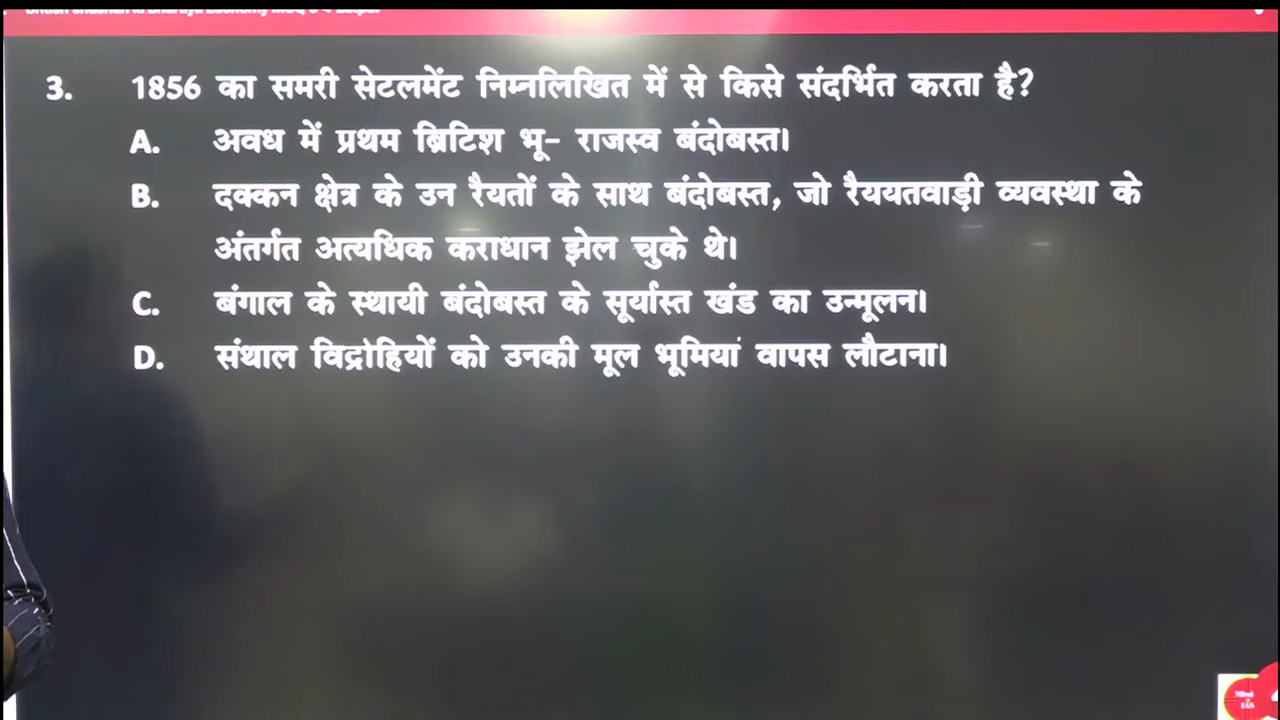 3. 1856 का समरी सेटलमेंट निम्नलिखित में से किसे संदर्भित करता है?
A. अवध में प्रथम ब्रिटिश भू- राजस्व बंदोबस्त।
B. दक्कन क्षेत्र के उन रैयतों के साथ बंदोबस्त, जो रैययतवाड़ी व्यवस्था के
अंतर्गत अत्यधिक कराधान झेल चुके थे।
C. बंगाल के स्थायी बंदोबस्त के सूर्यास्त खंड का उन्मूलन।
D. संथाल विद्रोहियों को उनकी मूल भूमियां वापस लौटाना।